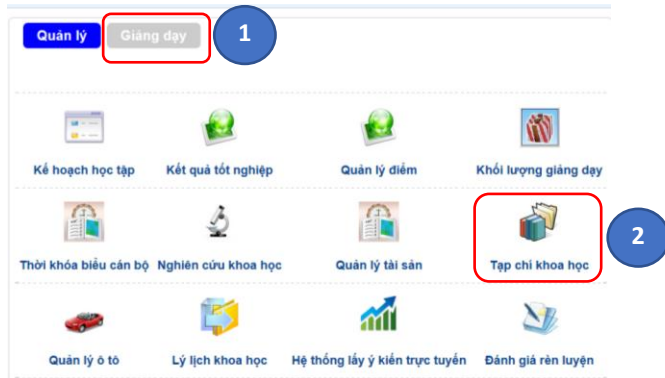 Quản lý Giảng dạy 1
Kế hoạch học tập Kết quả tốt nghiệp Quản lý điểm Khối lượng giảng dạy
2
Thời khóa biểu cán bộ Nghiên cứu khoa học Quản lý tài sản Tạp chí khoa học
Quản lý ô tô Lý lịch khoa học Hệ thống lấy ý kiến trực tuyến Đánh giá rèn luyện